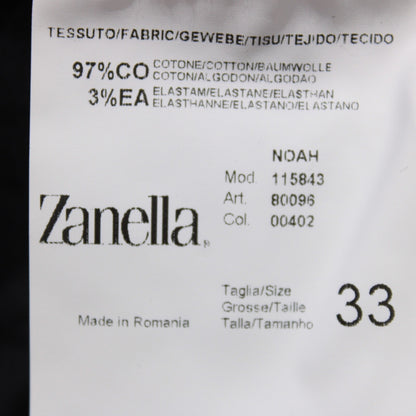 TESSUTO/FABRIC/GEWEBE/TISU/TEJIDO/TECIDO
97%CO COTONE/COTTON/BAUMWOLLE
COTON/ALGODON/ALGODAO
3%EA ELASTAM/ELASTANE/ELASTHAN
ELASTHANNE/ELASTANO/ELASTANO
NOAH
Mod. 115843
Art. 80096
Col. 00402
Zanella®
Taglia/Size
Grosse/Taille
Talla/Tamanho
33
Made in Romania